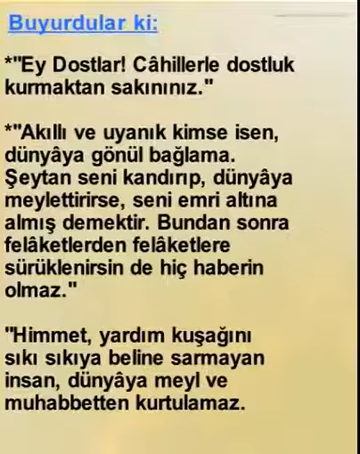 Buyurdular ki:
*"Ey Dostlar! Câhillerle dostluk
kurmaktan sakınınız."
*"Akıllı ve uyanık kimse isen,
dünyâya gönül bağlama.
Şeytan seni kandırıp, dünyâya
meylettirirse, seni emri altına
almış demektir. Bundan sonra
felâketlerden felâketlere
sürüklenirsin de hiç haberin
olmaz."
"Himmet, yardım kuşağını
sıkı sıkıya beline sarmayan
insan, dünyâya meyl ve
muhabbetten kurtulamaz.